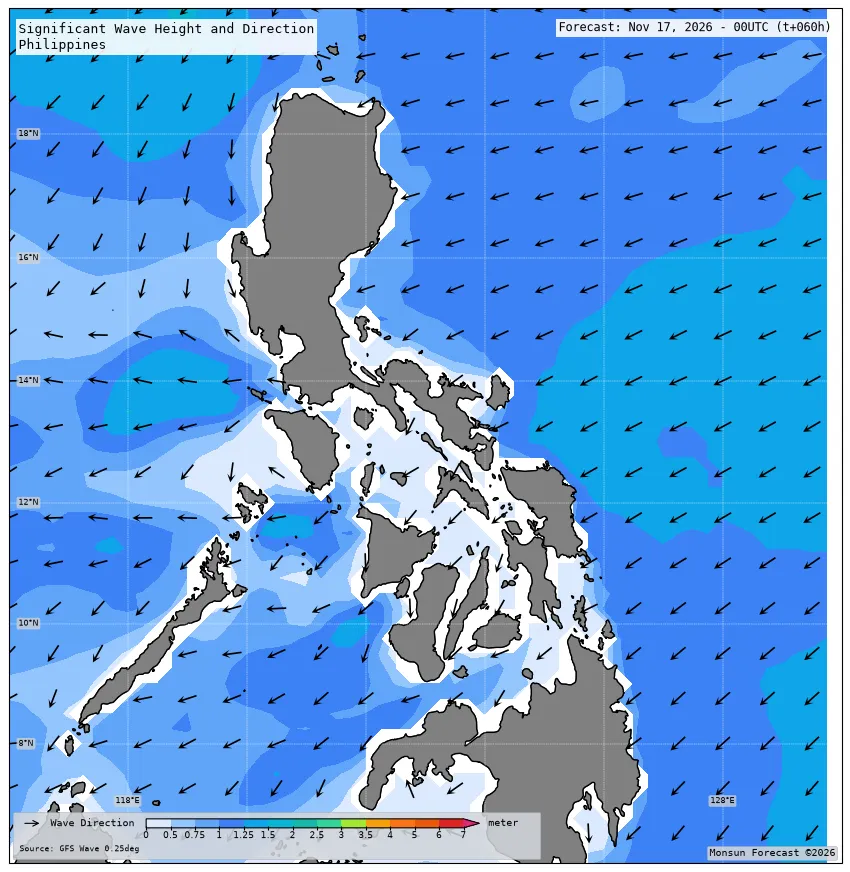 Significant Wave Height and Direction
Philippines
Forecast: Nov 17, 2026 - 00UTC (t+060h)
18°N
16°N
14°N
12°N
10°N
8°N
118°E
128°E
Wave Direction
meter
0 0.5 0.75 1 1.25 1.5 2 2.5 3 3.5 4 5 6 7
Source: GFS Wave 0.25deg
Monsun Forecast ©2026